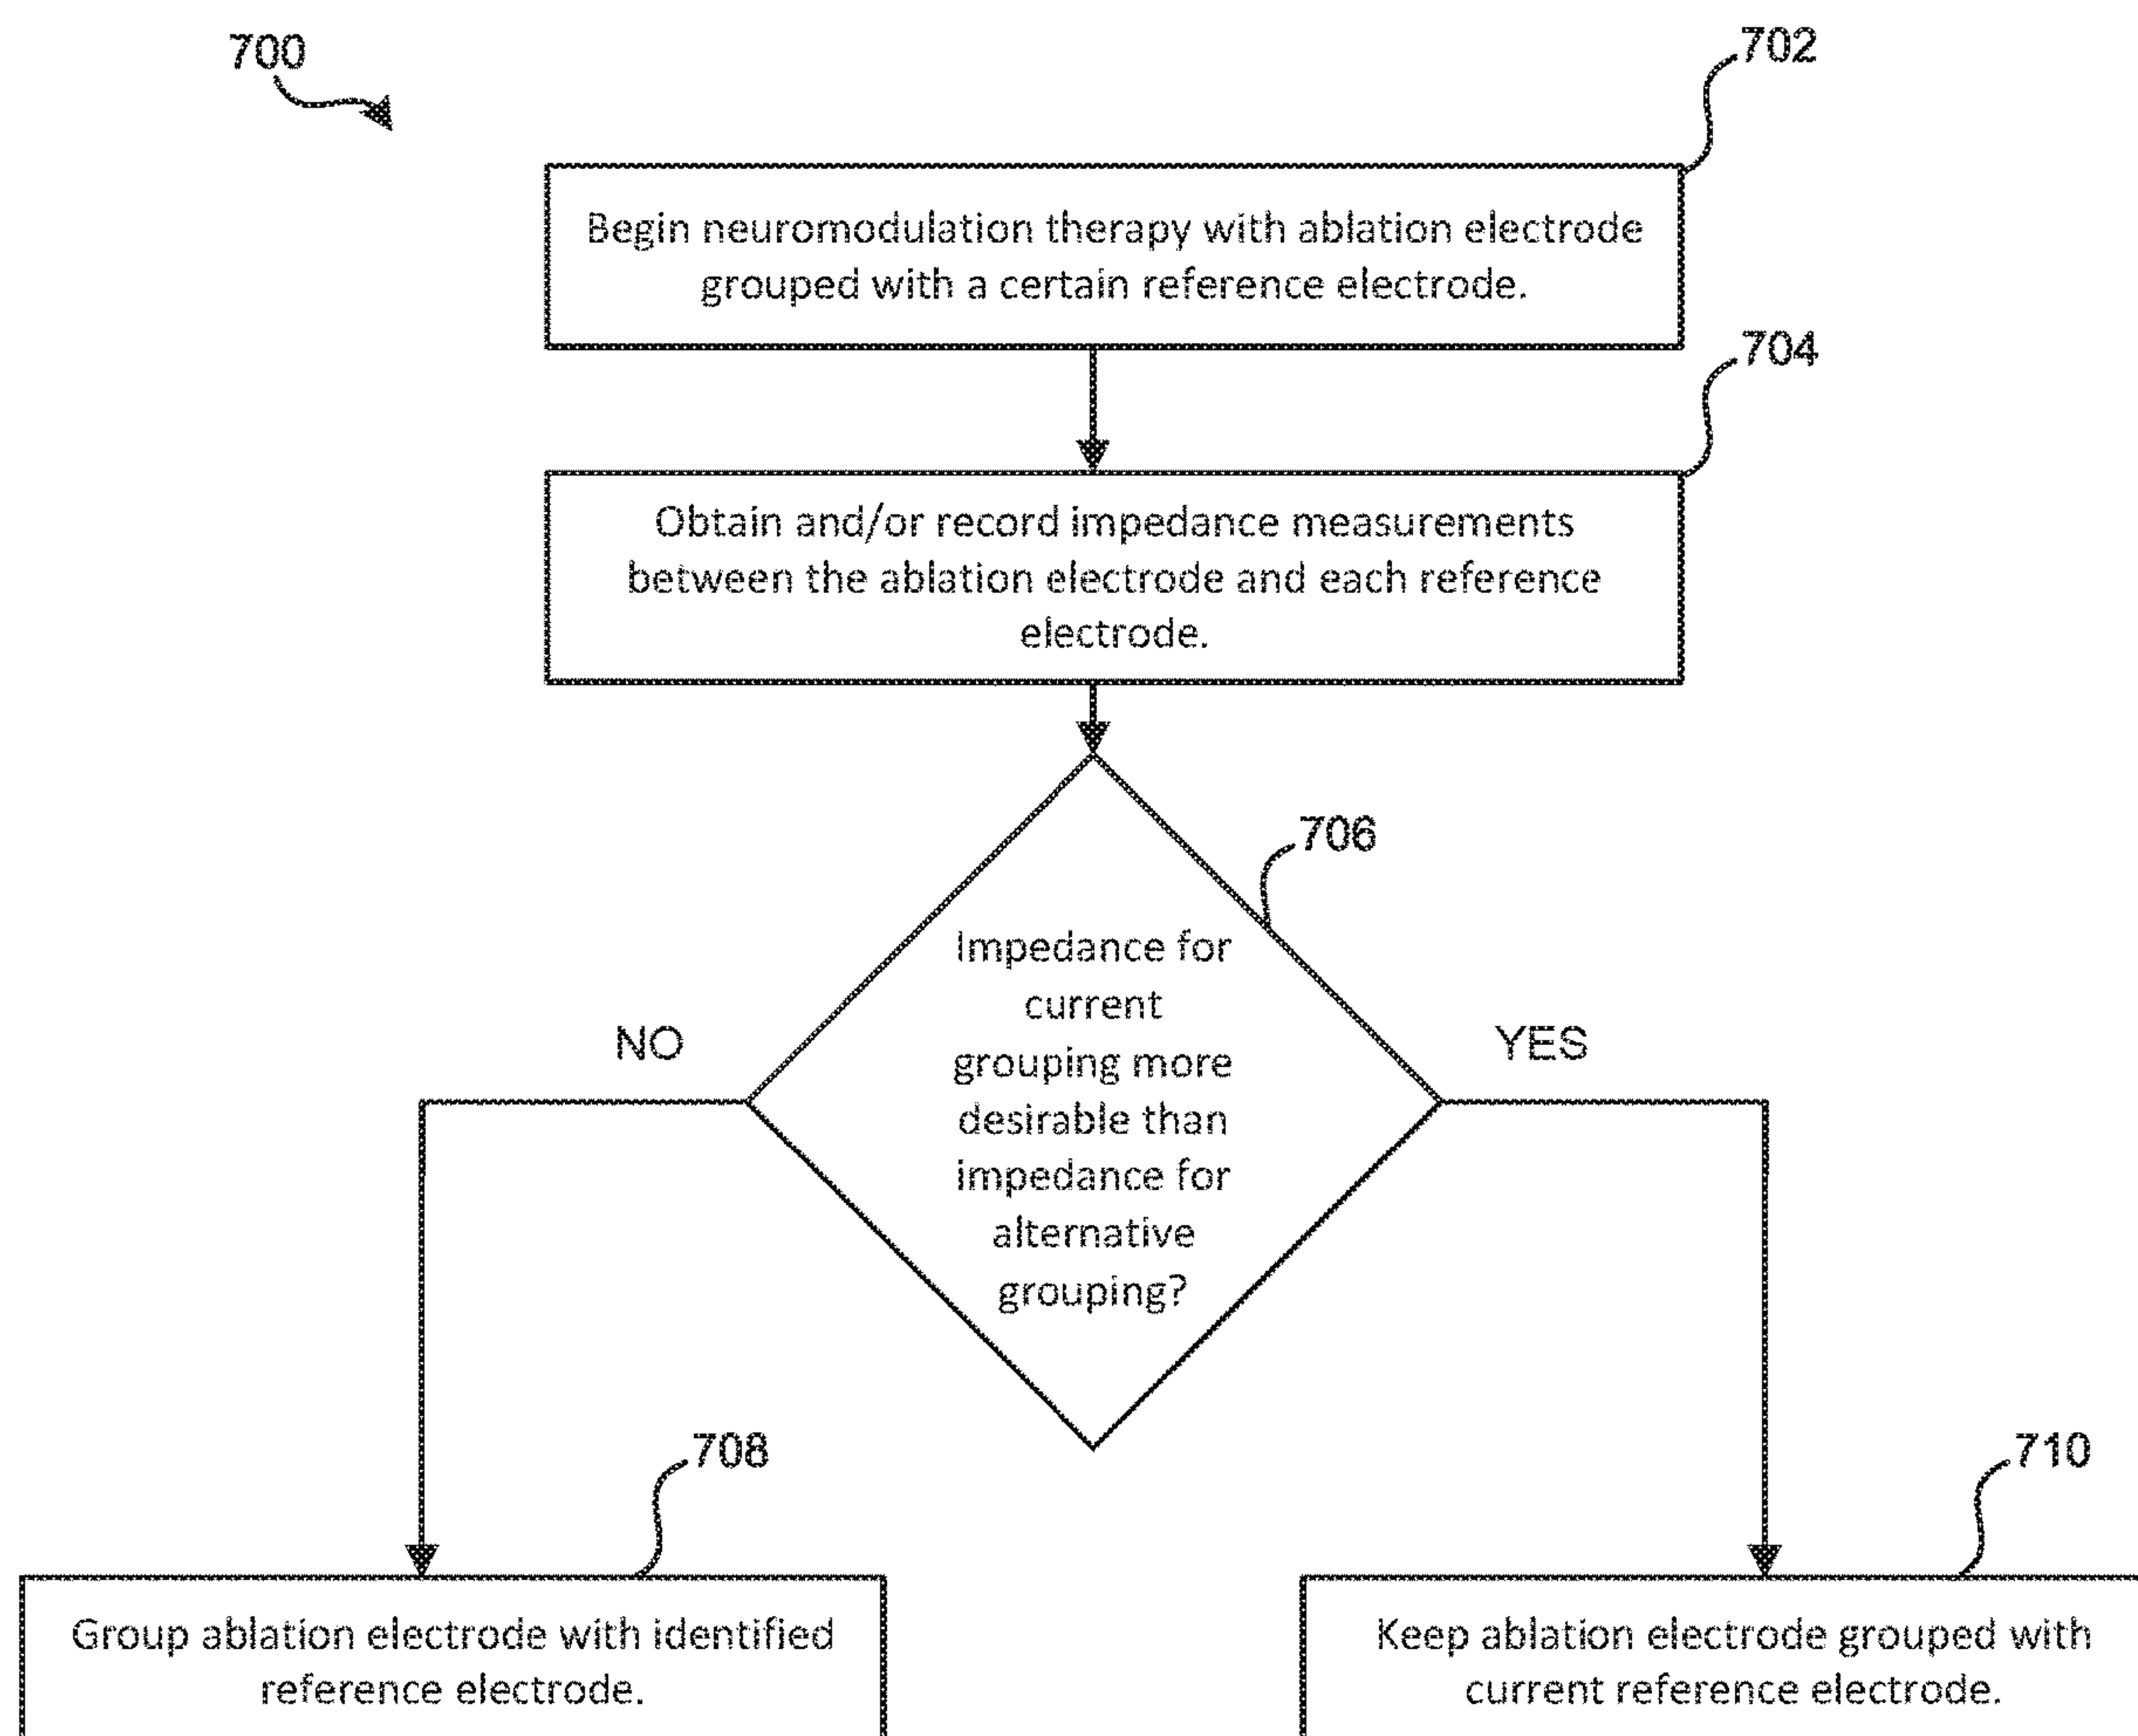 700
702
Begin neuromodulation therapy with ablation electrode
grouped with a certain reference electrode.
704
Obtain and/or record impedance measurements
between the ablation electrode and each reference
electrode.
706
Impedance for
current
grouping more
desirable than
impedance for
alternative
grouping?
NO
YES
708
710
Group ablation electrode with identified
reference electrode.
Keep ablation electrode grouped with
current reference electrode.